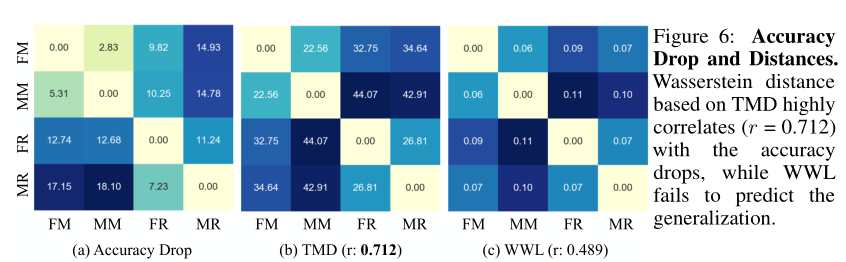 FM 0.00 2.83 9.82 14.93
MM 5.31 0.00 10.25 14.78
FR 12.74 12.68 0.00 11.24
MR 17.15 18.10 7.23 0.00
FM MM FR MR
(a) Accuracy Drop
0.00 22.56 32.75 34.64
22.56 0.00 44.07 42.91
32.75 44.07 0.00 26.81
34.64 42.91 26.81 0.00
FM MM FR MR
(b) TMD (r: 0.712)
0.00 0.06 0.09 0.07
0.06 0.00 0.11 0.10
0.09 0.11 0.00 0.07
0.07 0.10 0.07 0.00
FM MM FR MR
(c) WWL (r: 0.489)
Figure 6: Accuracy
Drop and Distances.
Wasserstein distance
based on TMD highly
correlates (r = 0.712)
with the accuracy
drops, while WWL
fails to predict the
generalization.